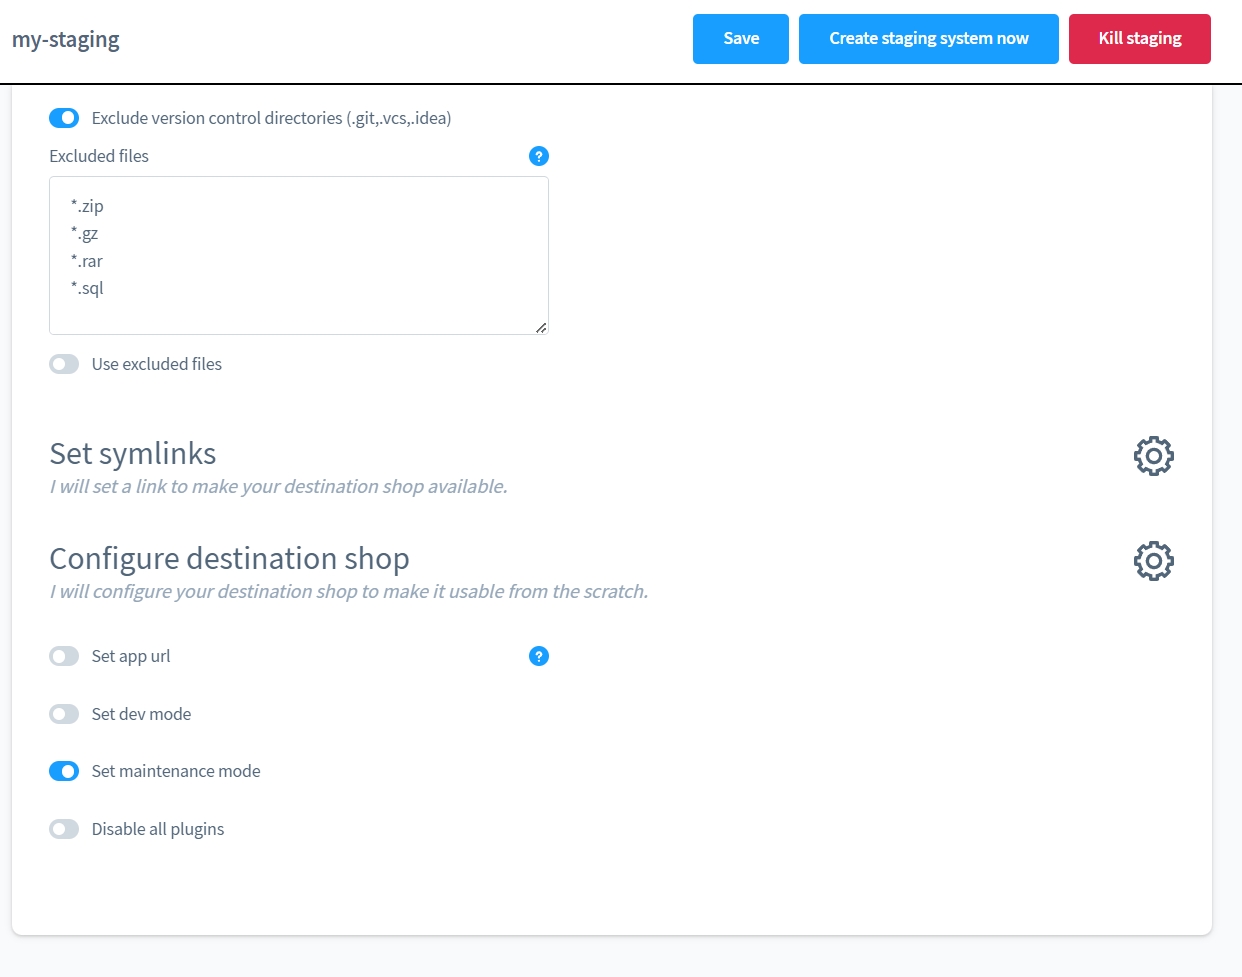 my-staging
Save
Create staging system now
Kill staging
Exclude version control directories (.git,.vcs,.idea)
Excluded files
?
*.zip
*.gz
*.rar
*.sql
Use excluded files
Set symlinks
I will set a link to make your destination shop available.
Configure destination shop
I will configure your destination shop to make it usable from the scratch.
Set app url
?
Set dev mode
Set maintenance mode
Disable all plugins